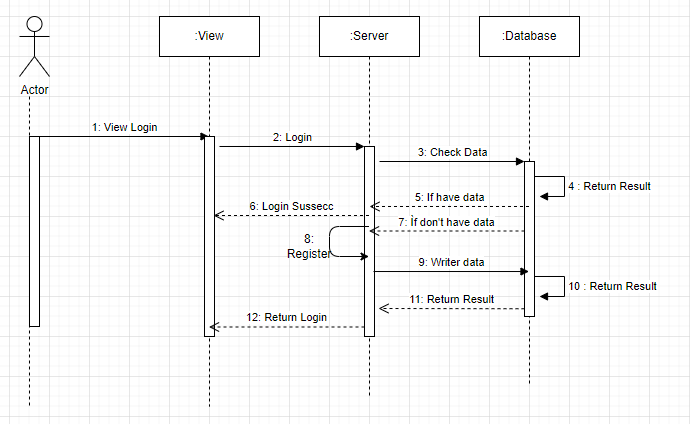 :View
:Server
:Database
Actor
1: View Login
2: Login
3: Check Data
4 : Return Result
5: If have data
6: Login Sussecc
7: If don't have data
8:
Register
9: Writer data
10 : Return Result
11: Return Result
12: Return Login